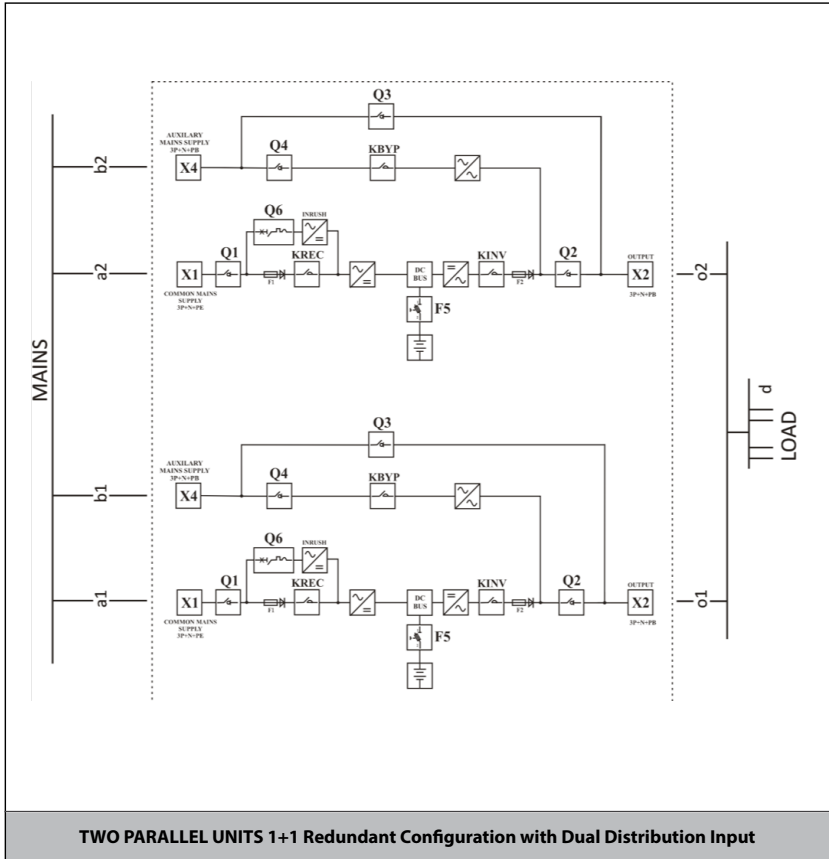 MAINS
b2
a2
b1
a1
Q3
AUXILARY
MAINS SUPPLY
3P+N+PB
X4
Q4
KBYP
Q6
INRUSH
Q1
KREC
KINV
Q2
OUTPUT
X1
F1
DC
BUS
F2
X2
COMMON MAINS
SUPPLY
3P+N+PE
3P+N+PB
F5
Q3
AUXILARY
MAINS SUPPLY
3P+N+PB
X4
Q4
KBYP
Q6
INRUSH
Q1
KREC
KINV
Q2
OUTPUT
X1
F1
DC
BUS
F2
X2
COMMON MAINS
SUPPLY
3P+N+PE
3P+N+PB
F5
o2
o1
d
LOAD
TWO PARALLEL UNITS 1+1 Redundant Configuration with Dual Distribution Input